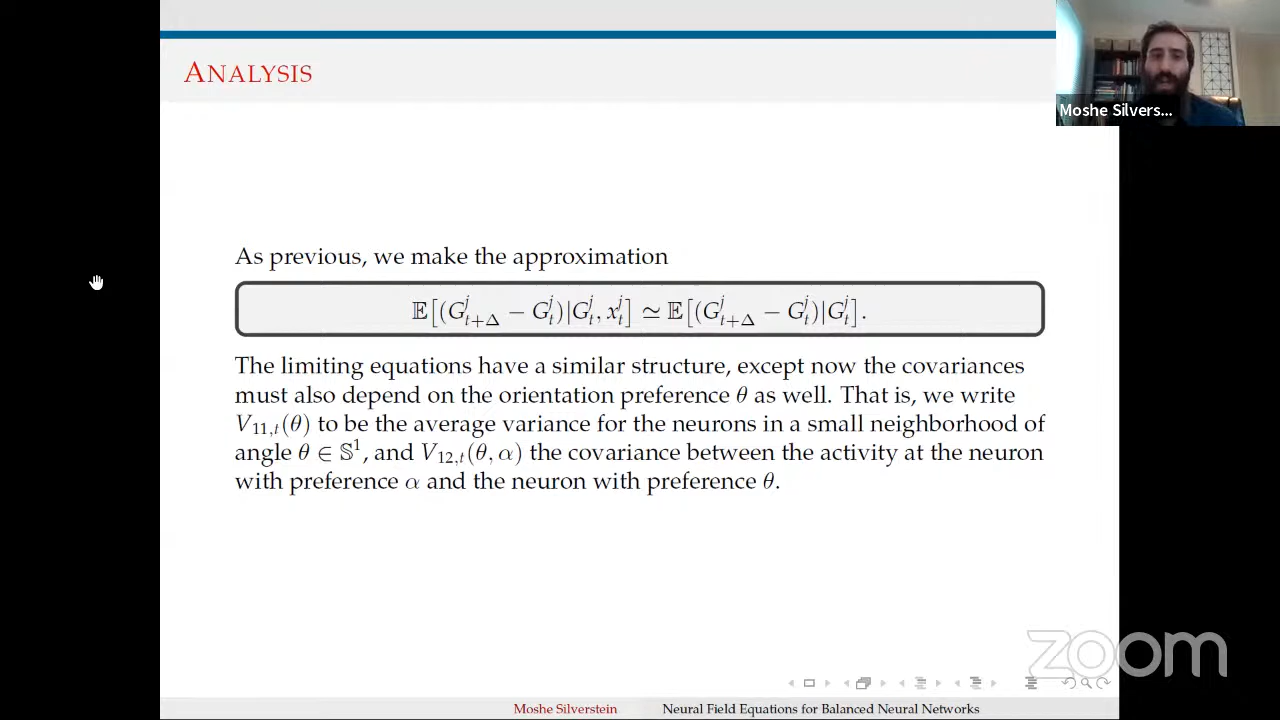 ANALYSIS
Moshe Silvers...
As previous, we make the approximation
𝔼[(G^j_{t+Δ} − G^j_t)|G^j_t, x^j_t] ≃ 𝔼[(G^j_{t+Δ} − G^j_t)|G^j_t].
The limiting equations have a similar structure, except now the covariances
must also depend on the orientation preference θ as well. That is, we write
V_{11,t}(θ) to be the average variance for the neurons in a small neighborhood of
angle θ ∈ 𝕊^1, and V_{12,t}(θ, α) the covariance between the activity at the neuron
with preference α and the neuron with preference θ.
zoom
Moshe Silverstein Neural Field Equations for Balanced Neural Networks